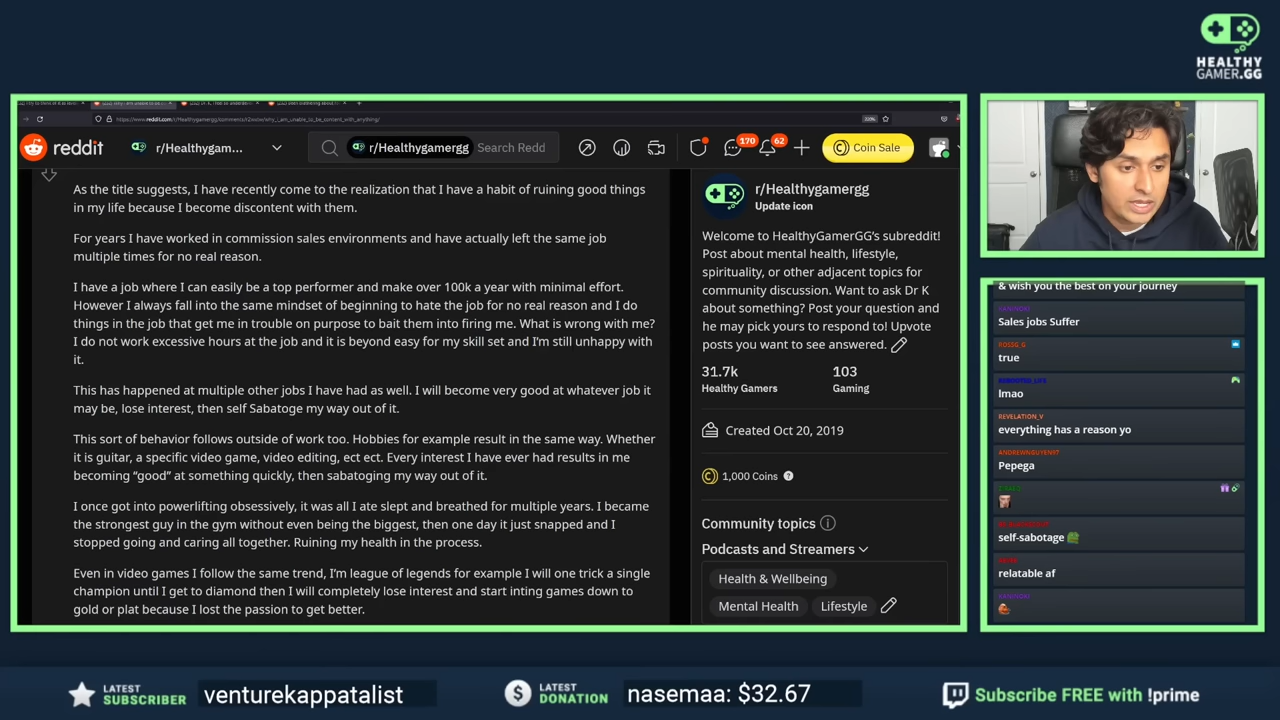 HEALTHY
GAMER.GG
reddit
r/Healthygam...
r/Healthygamergg Search Redd
170
62
Coin Sale
As the title suggests, I have recently come to the realization that I have a habit of ruining good things
in my life because I become discontent with them.
For years I have worked in commission sales environments and have actually left the same job
multiple times for no real reason.
I have a job where I can easily be a top performer and make over 100k a year with minimal effort.
However I always fall into the same mindset of beginning to hate the job for no real reason and I do
things in the job that get me in trouble on purpose to bait them into firing me. What is wrong with me?
I do not work excessive hours at the job and it is beyond easy for my skill set and I'm still unhappy with
it.
This has happened at multiple other jobs I have had as well. I will become very good at whatever job it
may be, lose interest, then self Sabatoge my way out of it.
This sort of behavior follows outside of work too. Hobbies for example result in the same way. Whether
it is guitar, a specific video game, video editing, ect ect. Every interest I have ever had results in me
becoming “good” at something quickly, then sabatoging my way out of it.
I once got into powerlifting obsessively, it was all I ate slept and breathed for multiple years. I became
the strongest guy in the gym without even being the biggest, then one day it just snapped and I
stopped going and caring all together. Ruining my health in the process.
Even in video games I follow the same trend, I'm league of legends for example I will one trick a single
champion until I get to diamond then I will completely lose interest and start inting games down to
gold or plat because I lost the passion to get better.
r/Healthygamergg
Update icon
Welcome to HealthyGamerGG's subreddit!
Post about mental health, lifestyle,
spirituality, or other adjacent topics for
community discussion. Want to ask Dr K
about something? Post your question and
he may pick yours to respond to! Upvote
posts you want to see answered.
31.7k
Healthy Gamers
103
Gaming
Created Oct 20, 2019
1,000 Coins
Community topics
Podcasts and Streamers
Health & Wellbeing
Mental Health
Lifestyle
& wish you the best on your journey
Sales jobs Suffer
true
lmao
REVELATION_V
everything has a reason yo
ANDREWNGUYEN97
Pepega
self-sabotage
relatable af
LATEST
SUBSCRIBER
venturekappatalist
LATEST
DONATION
nasemaa: $32.67
Subscribe FREE with !prime